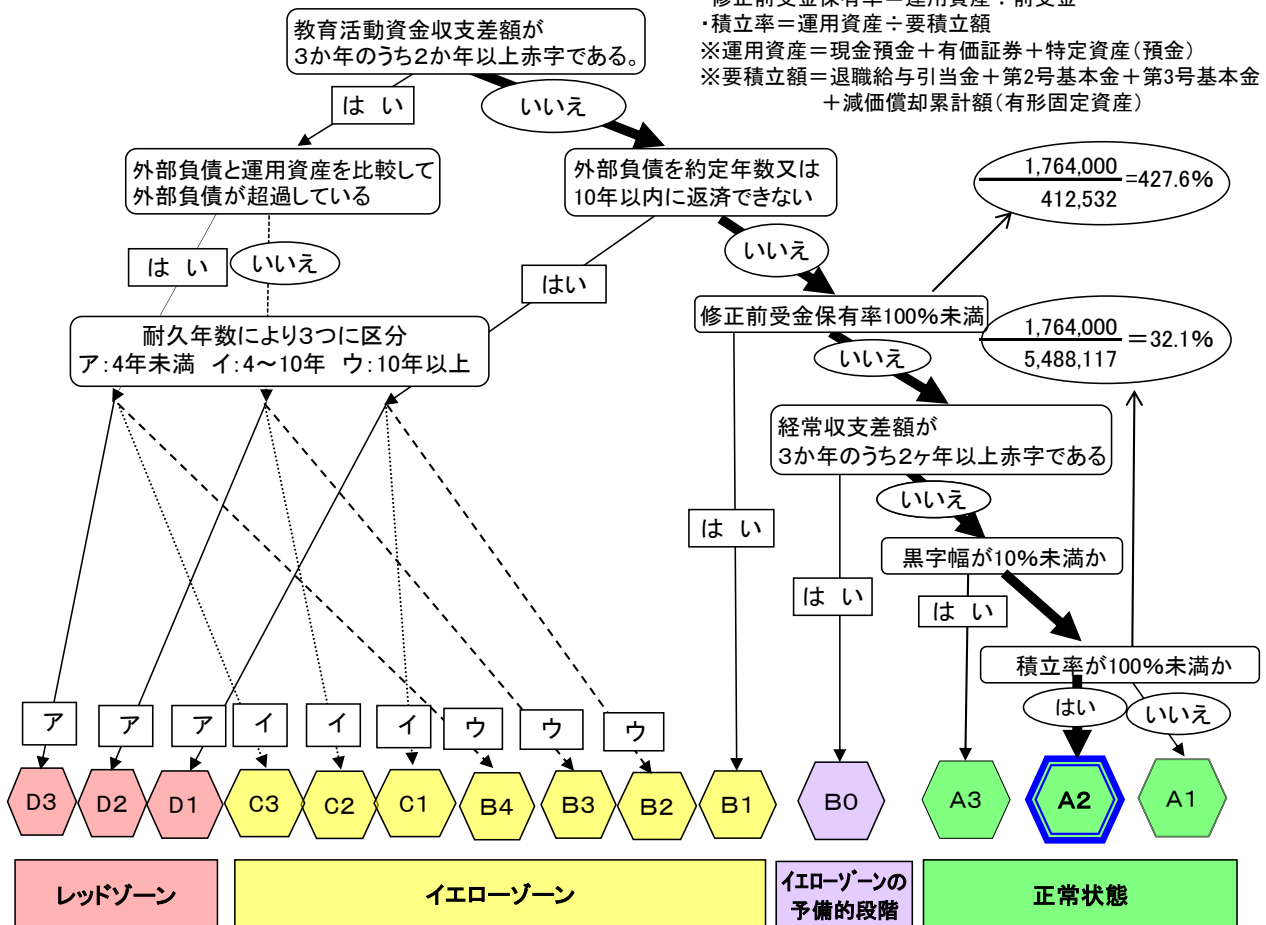 修正前受金保有率＝運用資産÷前受金
・積立率＝運用資産÷要積立額
※運用資産＝現金預金＋有価証券＋特定資産（預金）
※要積立額＝退職給与引当金＋第2号基本金＋第3号基本金
＋減価償却累計額（有形固定資産）
教育活動資金収支差額が
３か年のうち２か年以上赤字である。
はい
いいえ
外部負債と運用資産を比較して
外部負債が超過している
外部負債を約定年数又は
10年以内に返済できない
1,764,000
412,532
=427.6%
はい
いいえ
はい
いいえ
耐久年数により３つに区分
ア：4年未満 イ：4～10年 ウ：10年以上
修正前受金保有率100%未満
1,764,000
5,488,117
＝32.1%
いいえ
経常収支差額が
３か年のうち２ヶ年以上赤字である
いいえ
はい
黒字幅が10%未満か
はい
はい
積立率が100%未満か
はい
いいえ
ア
ア
ア
イ
イ
イ
ウ
ウ
ウ
D3
D2
D1
C3
C2
C1
B4
B3
B2
B1
B0
A3
A2
A1
レッドゾーン
イエローゾーン
イエローゾーンの
予備的段階
正常状態